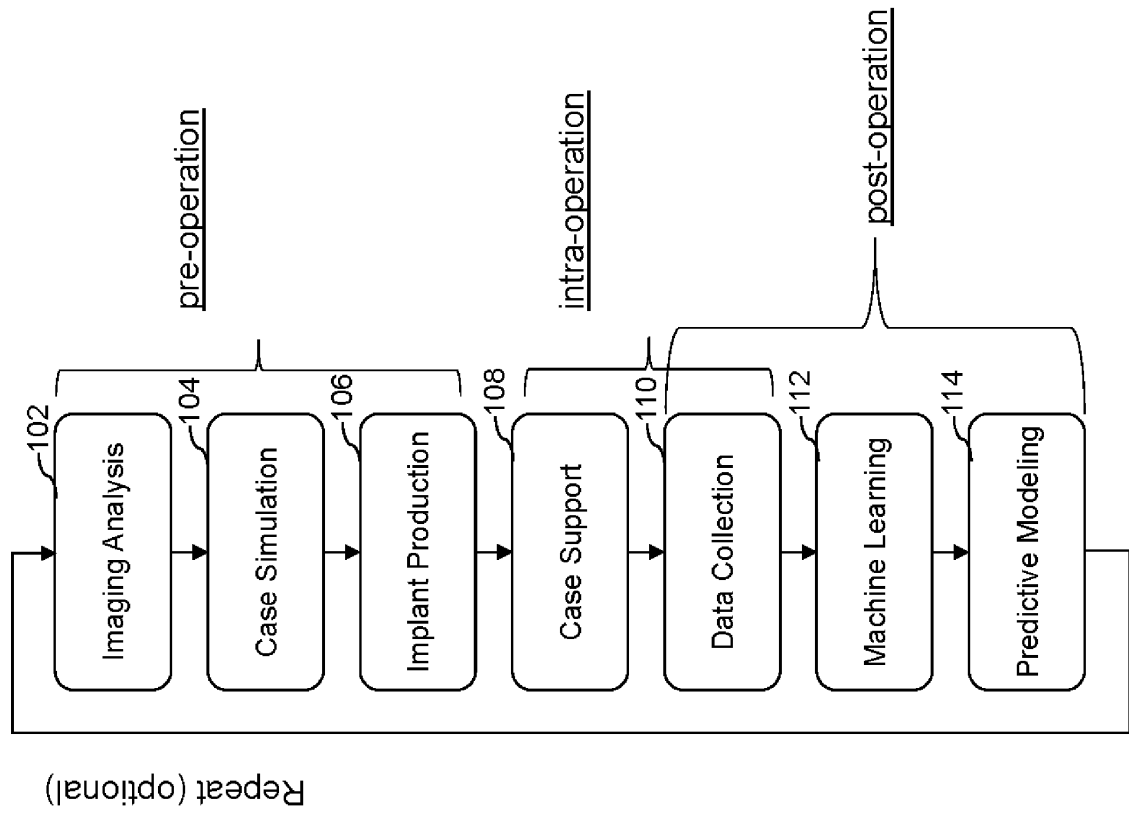 Repeat (optional)
102
Imaging Analysis
104
Case Simulation
106
Implant Production
pre-operation
108
Case Support
110
Data Collection
intra-operation
112
Machine Learning
114
Predictive Modeling
post-operation